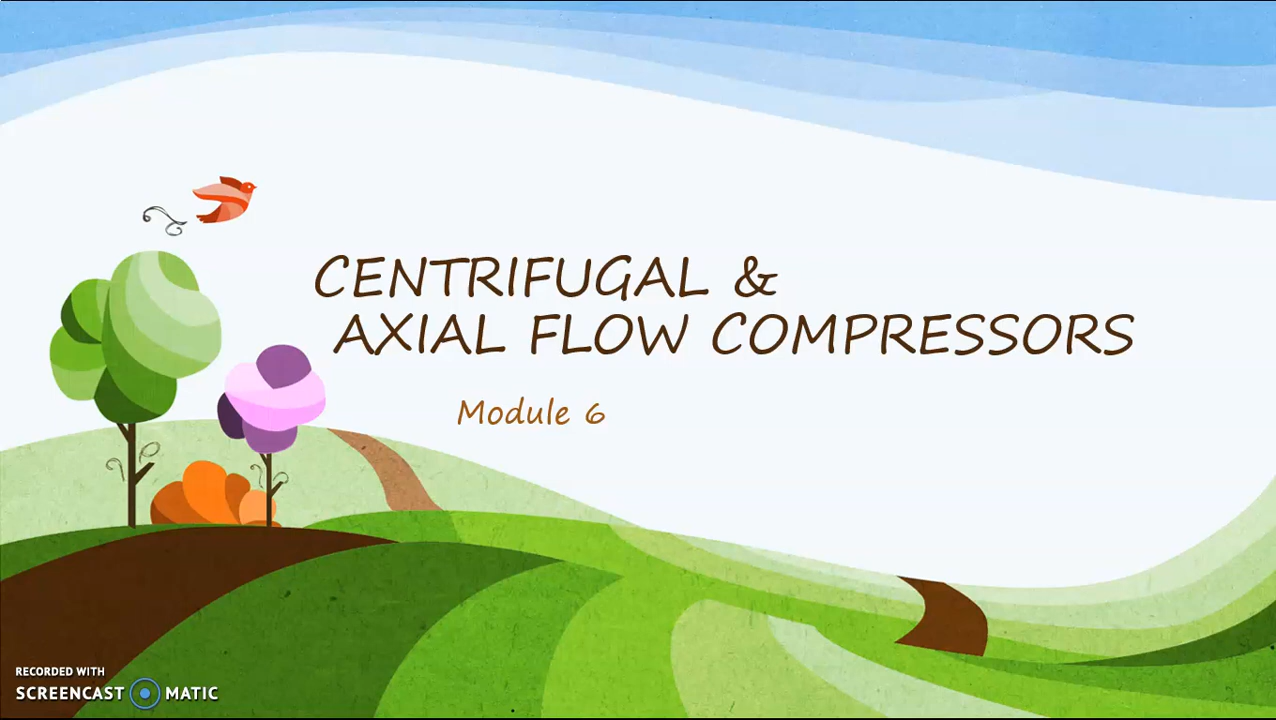 CENTRIFUGAL &
AXIAL FLOW COMPRESSORS
Module 6
RECORDED WITH
SCREENCAST MATIC